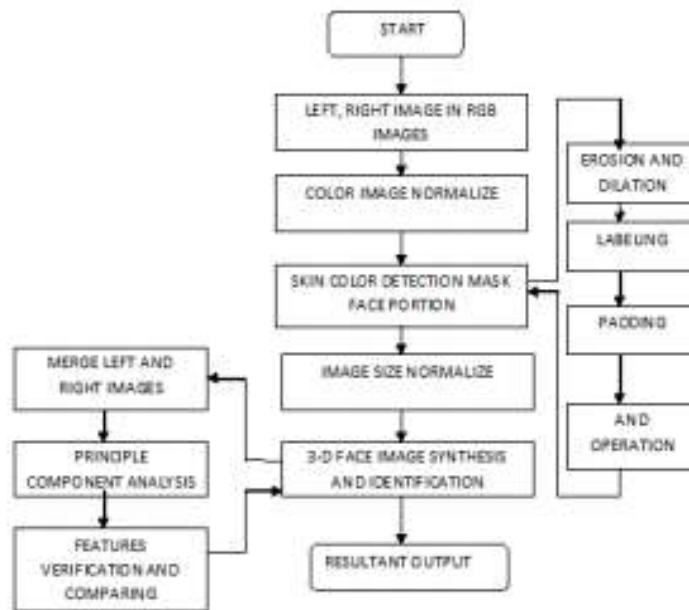 START
LEFT, RIGHT IMAGE IN RGB
IMAGES
COLOR IMAGE NORMALIZE
SKIN COLOR DETECTION MASK
FACE PORTION
IMAGE SIZE NORMALIZE
3-D FACE IMAGE SYNTHESIS
AND IDENTIFICATION
RESULTANT OUTPUT
EROSION AND
DILATION
LABELING
PADDING
AND
OPERATION
MERGE LEFT AND
RIGHT IMAGES
PRINCIPLE
COMPONENT ANALYSIS
FEATURES
VERIFICATION AND
COMPARING